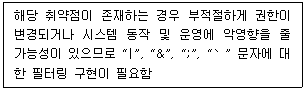 해당 취약점이 존재하는 경우 부적절하게 권한이
변경되거나 시스템 동작 및 운영에 악영향을 줄
가능성이 있으므로 “|”, “&”, “;”, “` ” 문자에 대
한 필터링 구현이 필요함